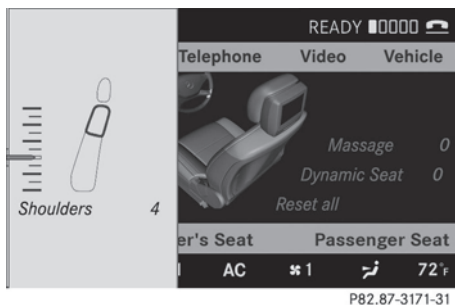 READY
Telephone Video Vehicle
Massage 0
Dynamic Seat 0
Shoulders 4
Reset all
er's Seat Passenger Seat
AC 1 72°F
P82.87-3171-31